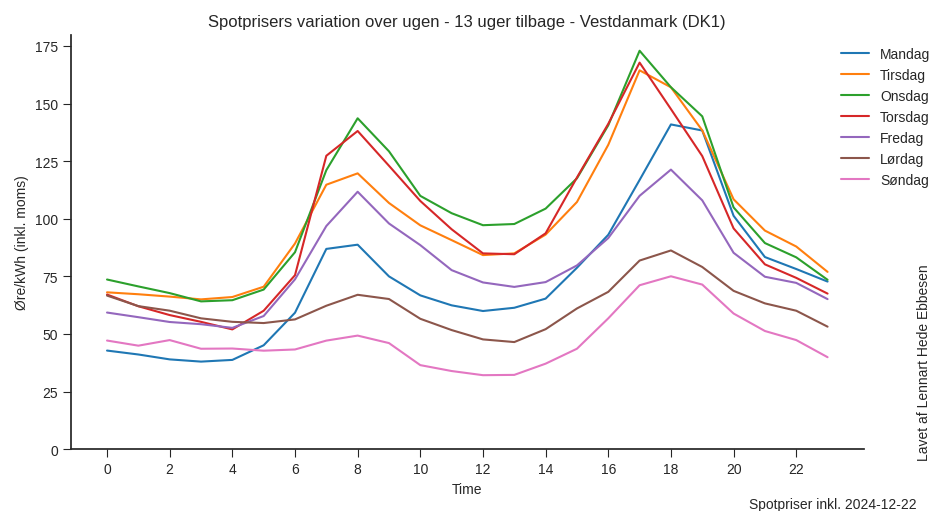 Spotprisers variation over ugen - 13 uger tilbage - Vestdanmark (DK1)
175
150
125
100
75
50
25
0
Øre/kWh (inkl. moms)
0 2 4 6 8 10 12 14 16 18 20 22
Time
Mandag
Tirsdag
Onsdag
Torsdag
Fredag
Lørdag
Søndag
Lavet af Lennart Hede Ebbesen
Spotpriser inkl. 2024-12-22